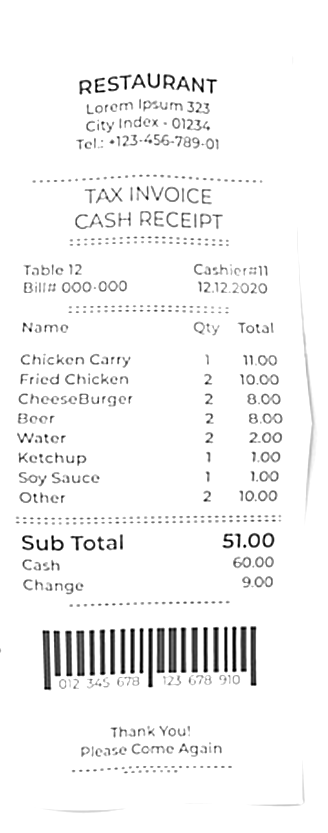 RESTAURANT
Lorem Ipsum 323
City Index - 01234
Tel.: +123-456-789-01
TAX INVOICE
CASH RECEIPT
Table 12 Cashier#11
Bill# 000-000 12.12.2020
Name Qty Total
Chicken Carry 1 11.00
Fried Chicken 2 10.00
CheeseBurger 2 8.00
Beer 2 8.00
Water 2 2.00
Ketchup 1 1.00
Soy Sauce 1 1.00
Other 2 10.00
Sub Total 51.00
Cash 60.00
Change 9.00
012 345 678 123 678 910
Thank You!
Please Come Again